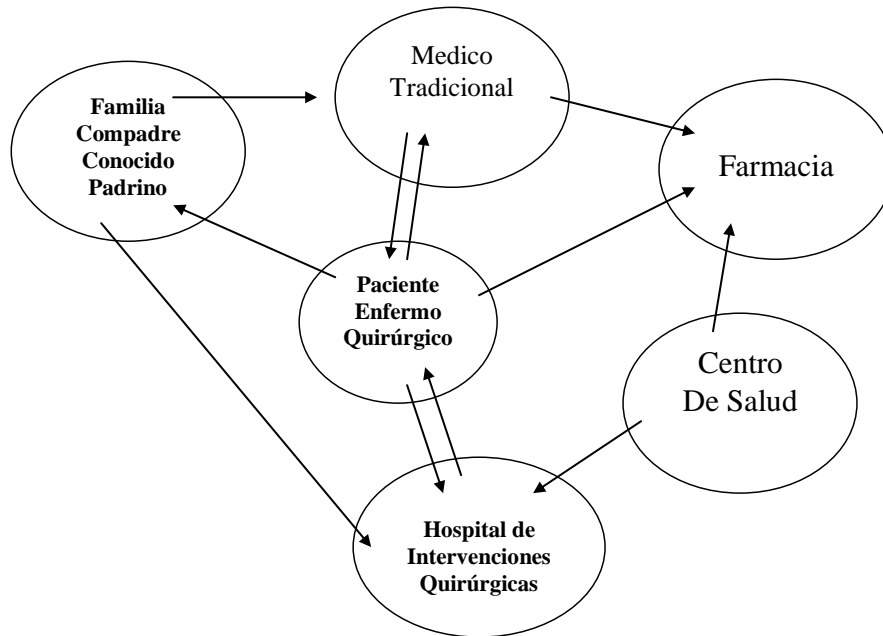 Medico
Tradicional
Familia
Compadre
Conocido
Padrino
Farmacia
Paciente
Enfermo
Quirúrgico
Centro
De Salud
Hospital de
Intervenciones
Quirúrgicas